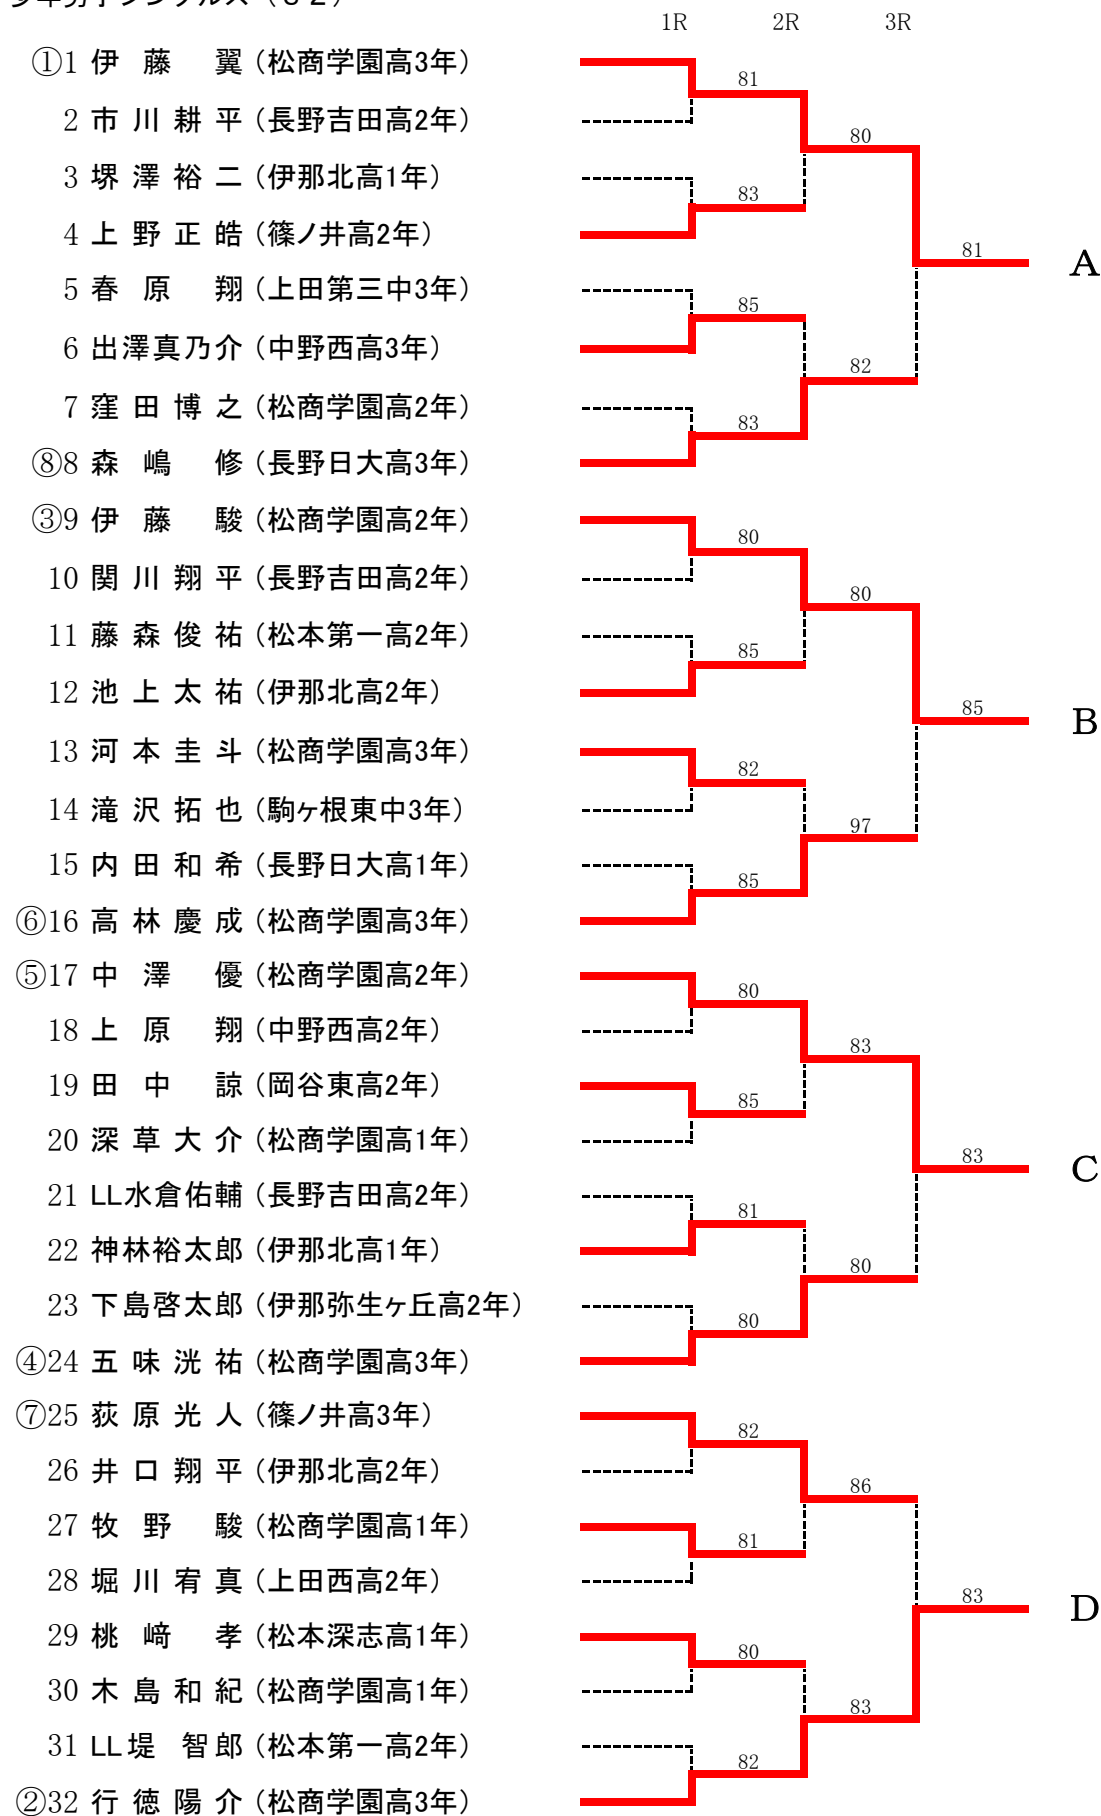 少年男子シングルス（３２）
1R 2R 3R
①1 伊藤 翼（松商学園高3年）
81
2 市川耕平（長野吉田高2年）
80
3 堺澤裕二（伊那北高1年）
83
4 上野正皓（篠ノ井高2年）
81 A
5 春原 翔（上田第三中3年）
85
6 出澤真乃介（中野西高3年）
82
7 窪田博之（松商学園高2年）
83
⑧8 森嶋 修（長野日大高3年）
③9 伊藤 駿（松商学園高2年）
80
10 関川翔平（長野吉田高2年）
80
11 藤森俊祐（松本第一高2年）
85
12 池上太祐（伊那北高2年）
85 B
13 河本圭斗（松商学園高3年）
82
14 滝沢拓也（駒ヶ根東中3年）
97
15 内田和希（長野日大高1年）
85
⑥16 高林慶成（松商学園高3年）
⑤17 中澤 優（松商学園高2年）
80
18 上原 翔（中野西高2年）
83
19 田中 諒（岡谷東高2年）
85
20 深草大介（松商学園高1年）
83 C
21 LL水倉佑輔（長野吉田高2年）
81
22 神林裕太郎（伊那北高1年）
80
23 下島啓太郎（伊那弥生ヶ丘高2年）
80
④24 五味洸祐（松商学園高3年）
⑦25 荻原光人（篠ノ井高3年）
82
26 井口翔平（伊那北高2年）
86
27 牧野 駿（松商学園高1年）
81
28 堀川宥真（上田西高2年）
83 D
29 桃﨑 孝（松本深志高1年）
80
30 木島和紀（松商学園高1年）
83
31 LL堤 智郎（松本第一高2年）
82
②32 行徳陽介（松商学園高3年）